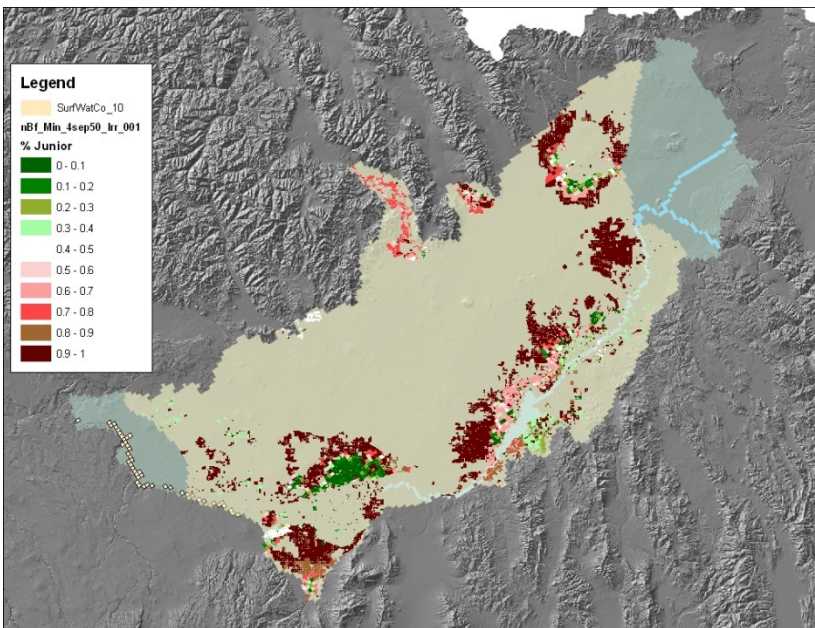 Legend
SurfWatCo_10
nBf_Min_4sep50_Irr_001
% Junior
0 - 0.1
0.1 - 0.2
0.2 - 0.3
0.3 - 0.4
0.4 - 0.5
0.5 - 0.6
0.6 - 0.7
0.7 - 0.8
0.8 - 0.9
0.9 - 1